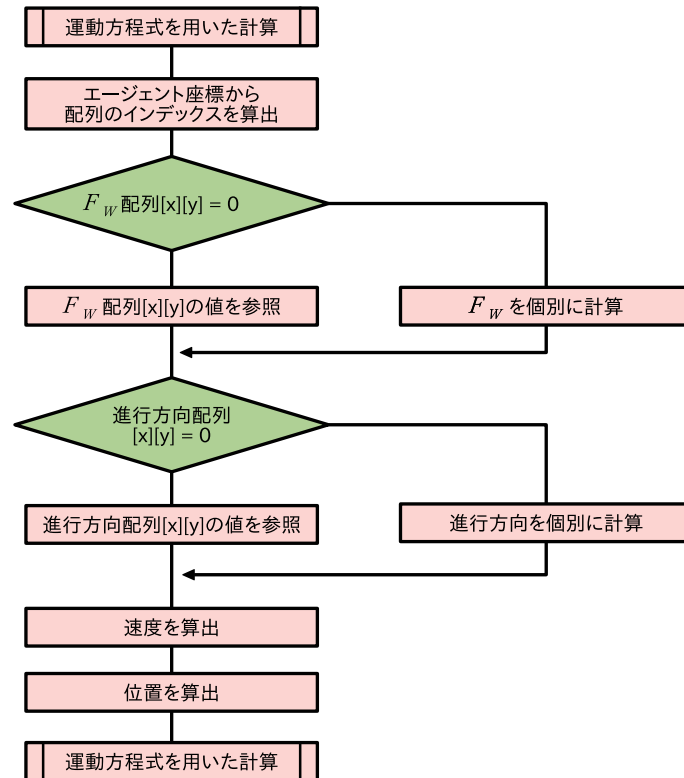 運動方程式を用いた計算
エージェント座標から
配列のインデックスを算出
F W 配列[x][y] = 0
F W 配列[x][y]の値を参照
F W を個別に計算
進行方向配列
[x][y] = 0
進行方向配列[x][y]の値を参照
進行方向を個別に計算
速度を算出
位置を算出
運動方程式を用いた計算